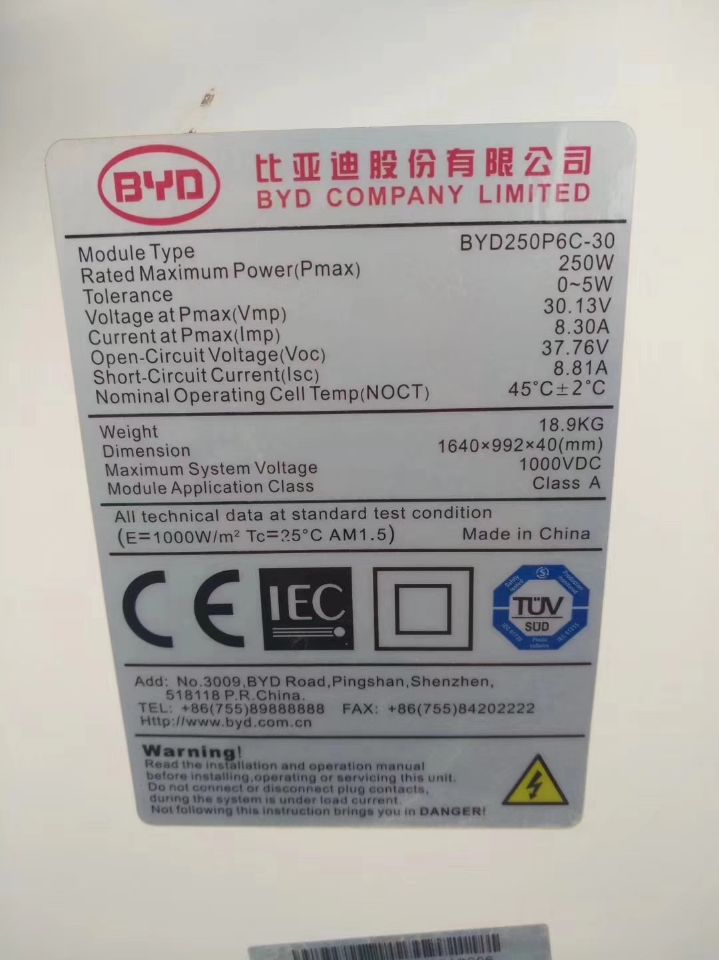 BYD
比亚迪股份有限公司
BYD COMPANY LIMITED
Module Type BYD250P6C-30
Rated Maximum Power(Pmax) 250W
Tolerance 0~5W
Voltage at Pmax(Vmp) 30.13V
Current at Pmax(Imp) 8.30A
Open-Circuit Voltage(Voc) 37.76V
Short-Circuit Current(Isc) 8.81A
Nominal Operating Cell Temp(NOCT) 45°C±2°C
Weight 18.9KG
Dimension 1640×992×40(mm)
Maximum System Voltage 1000VDC
Module Application Class Class A
All technical data at standard test condition
(E=1000W/m² Tc=25°C AM1.5) Made in China
CE
IEC
TÜV
SÜD
Add: No.3009,BYD Road,Pingshan,Shenzhen,
518118 P.R.China.
TEL: +86(755)89888888 FAX: +86(755)84202222
Http://www.byd.com.cn
Warning!
Read the installation and operation manual
before installing,operating or servicing this unit.
Do not connect or disconnect plug contacts,
during the system is under load current.
Not following this instruction brings you in DANGER!